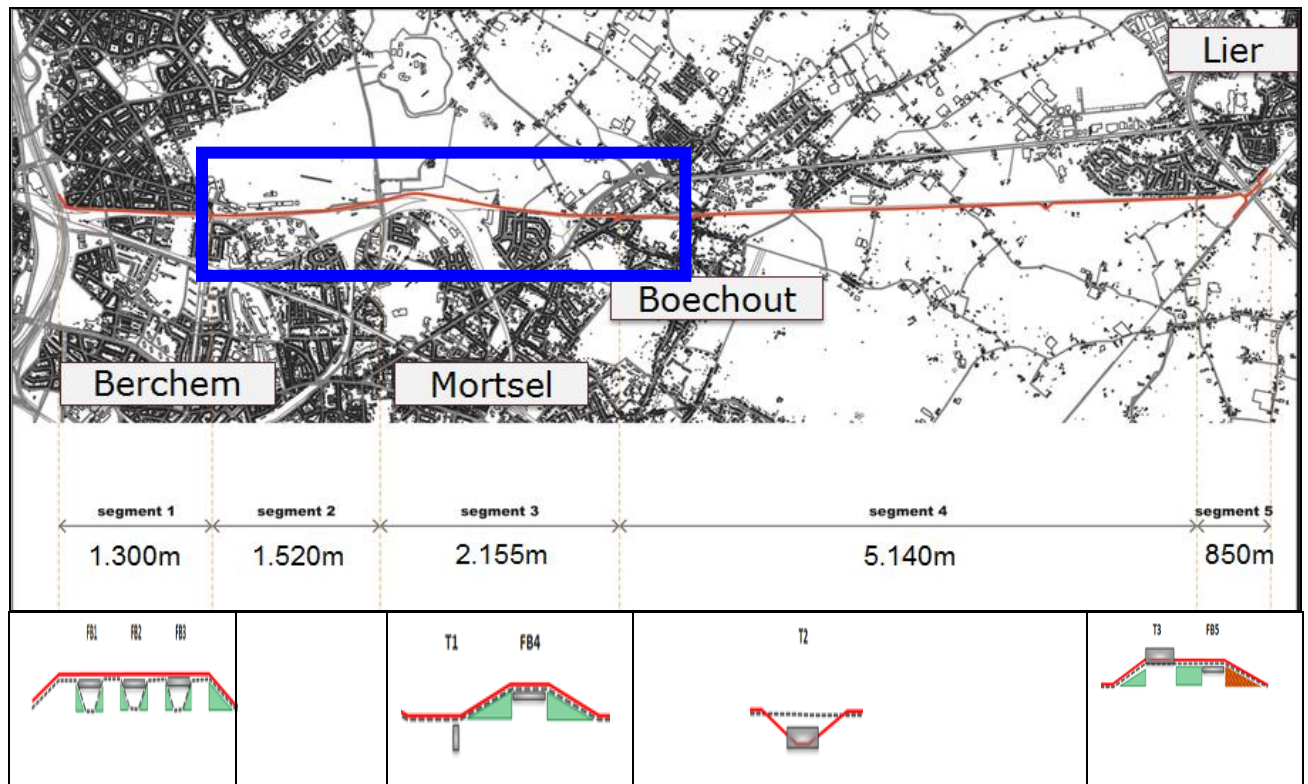 Lier
Boechout
Berchem
Mortsel
segment 1
segment 2
segment 3
segment 4
segment 5
1.300m
1.520m
2.155m
5.140m
850m
FB1
FB2
FB3
T1
FB4
T2
T3
FB5